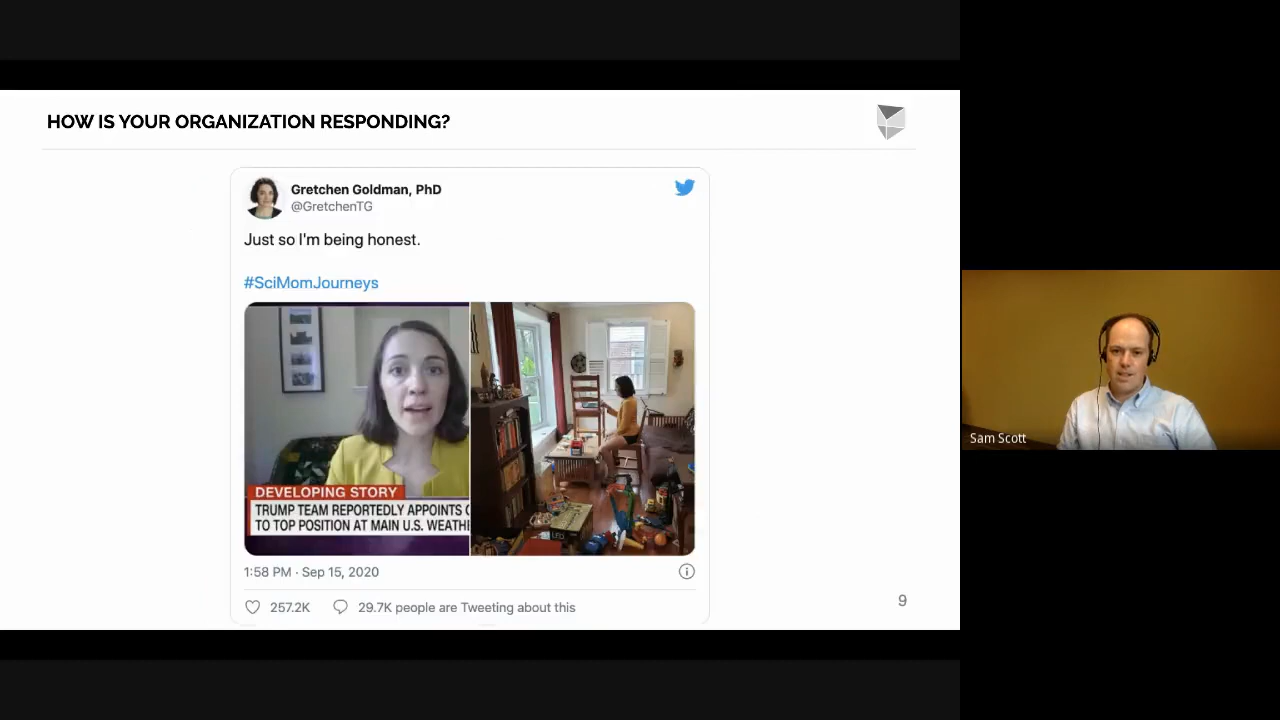 HOW IS YOUR ORGANIZATION RESPONDING?
Gretchen Goldman, PhD
@GretchenTG
Just so I'm being honest.
#SciMomJourneys
DEVELOPING STORY
TRUMP TEAM REPORTEDLY APPOINTS
TO TOP POSITION AT MAIN U.S.
1:58 PM · Sep 15, 2020
257.2K
29.7K people are Tweeting about this
9
Sam Scott